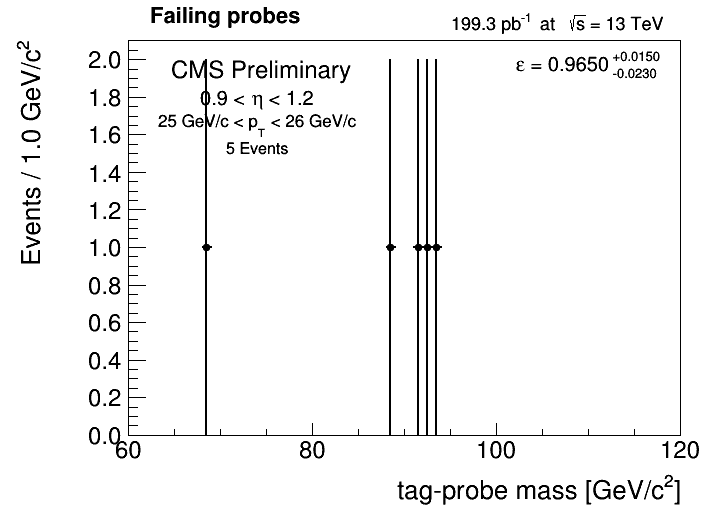 Failing probes
199.3 pb⁻¹ at √s = 13 TeV
CMS Preliminary
ε = 0.9650 +0.0150 -0.0230
0.9 < η < 1.2
25 GeV/c < p_T < 26 GeV/c
5 Events
Events / 1.0 GeV/c²
2.0
1.8
1.6
1.4
1.2
1.0
0.8
0.6
0.4
0.2
0.0
60 80 100 120
tag-probe mass [GeV/c²]